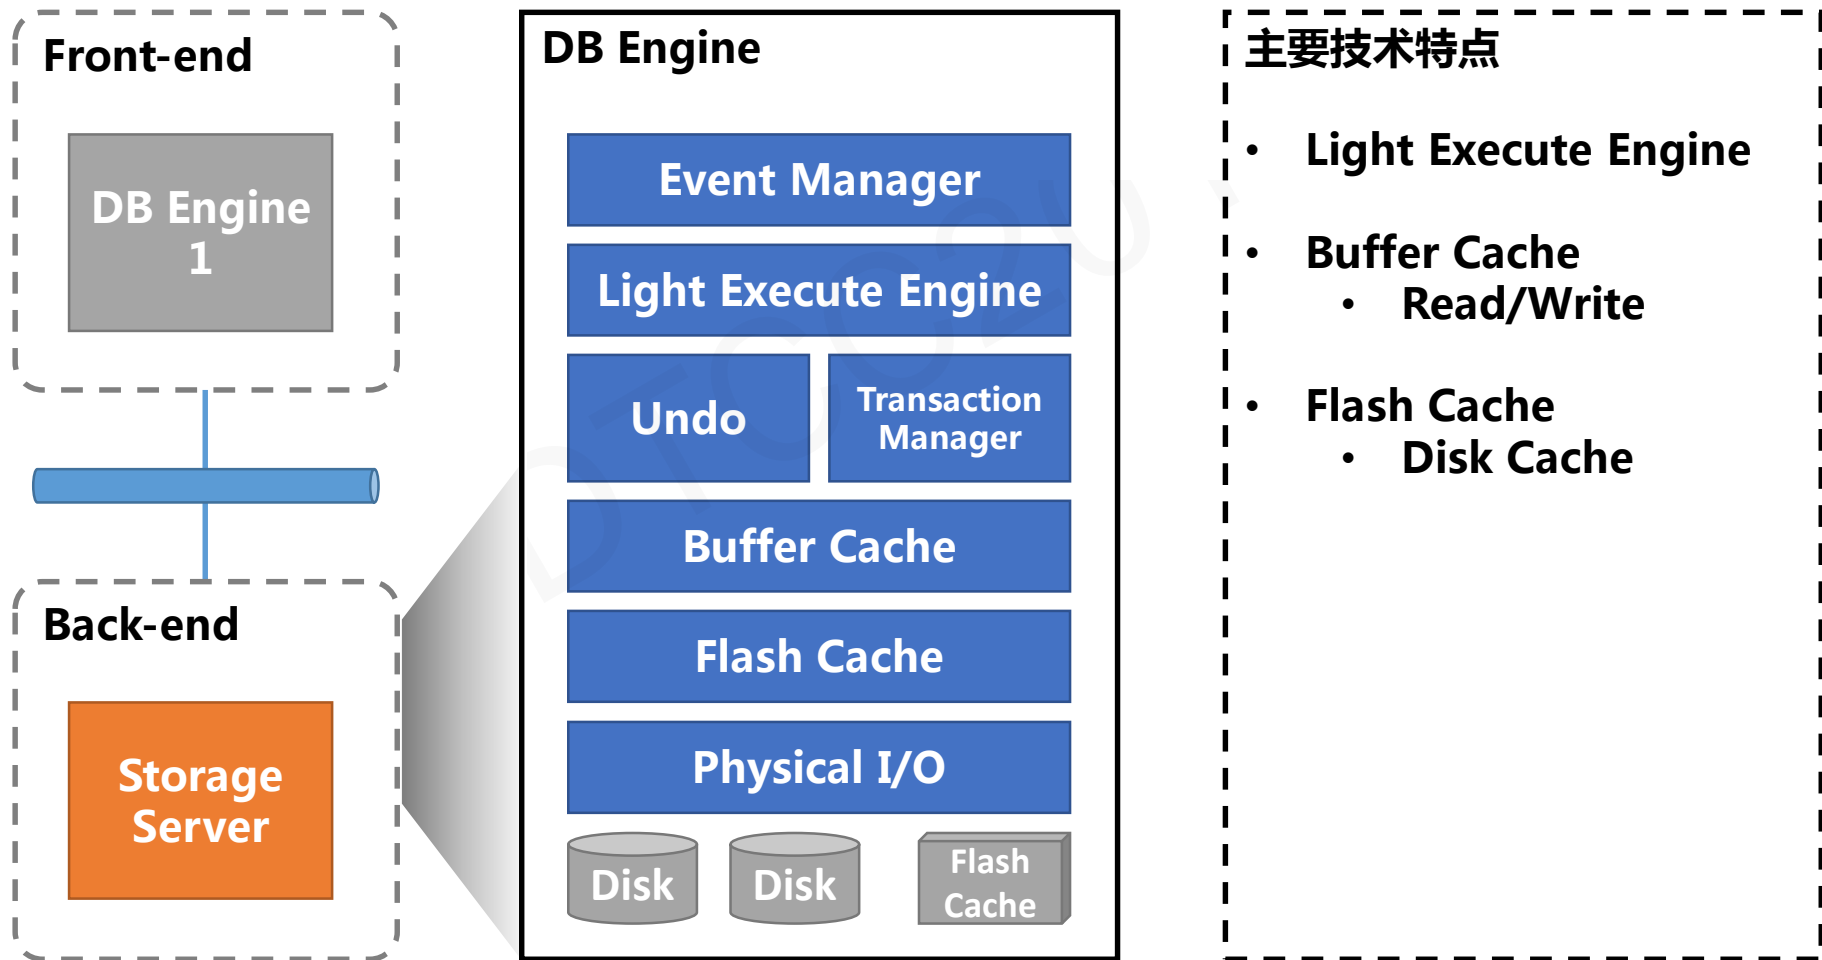 Front-end
DB Engine
1
Back-end
Storage
Server
DB Engine
Event Manager
Light Execute Engine
Undo
Transaction
Manager
Buffer Cache
Flash Cache
Physical I/O
Disk
Disk
Flash
Cache
主要技术特点
• Light Execute Engine
• Buffer Cache
• Read/Write
• Flash Cache
• Disk Cache